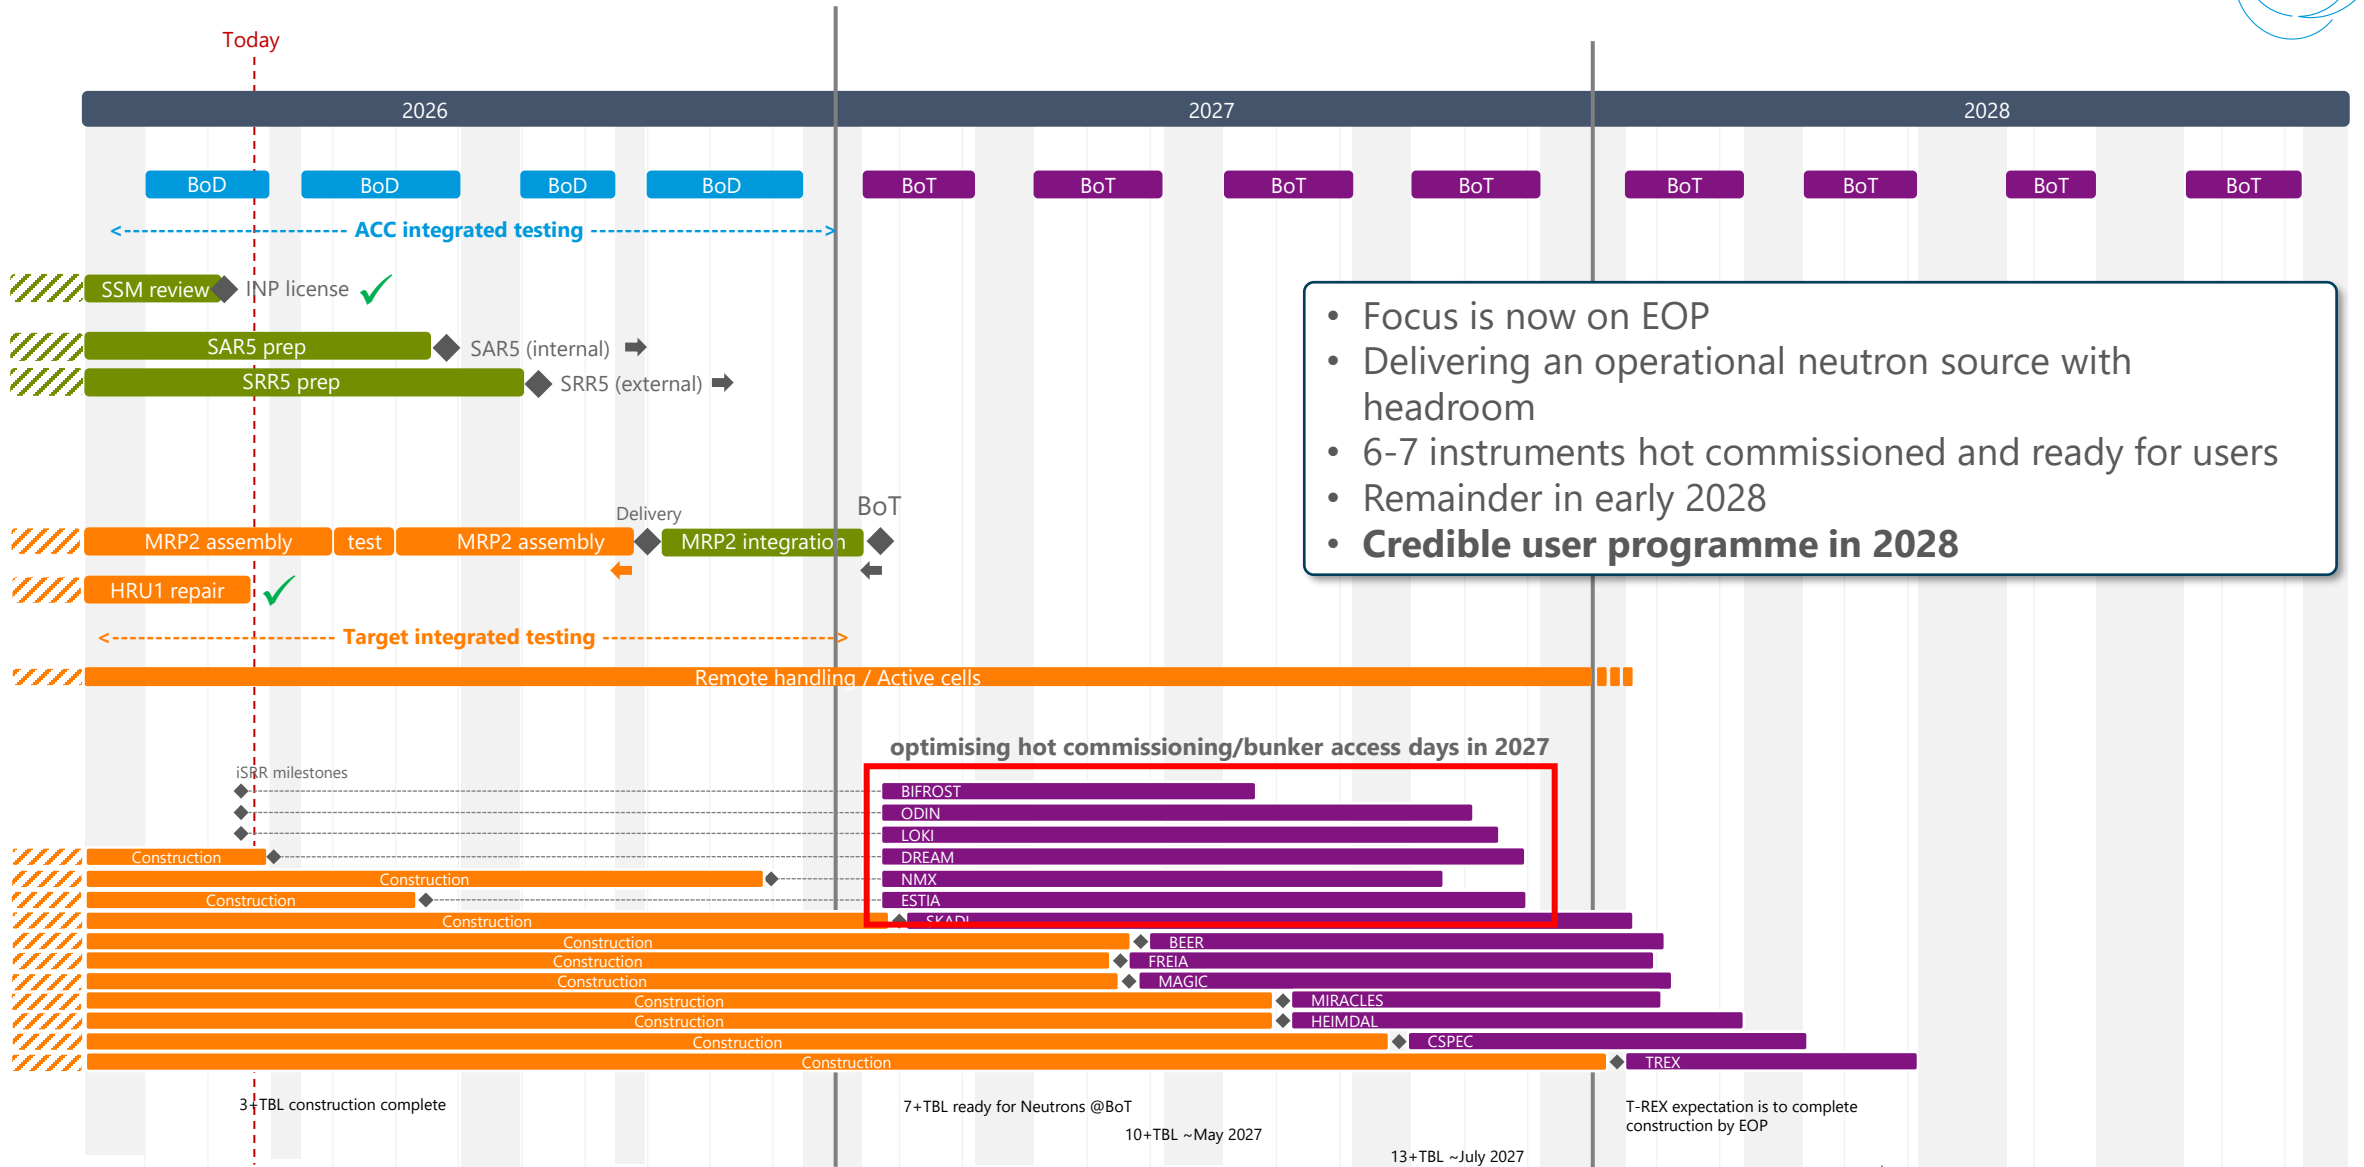 Today
2026
2027
2028
BoD
BoD
BoD
BoD
BoT
BoT
BoT
BoT
BoT
BoT
BoT
BoT
<---------------------- ACC integrated testing ---------------------->
SSM review
INP license
SAR5 prep
SAR5 (internal)
SRR5 prep
SRR5 (external)
• Focus is now on EOP
• Delivering an operational neutron source with
headroom
• 6-7 instruments hot commissioned and ready for users
• Remainder in early 2028
• Credible user programme in 2028
Delivery
BoT
MRP2 assembly
test
MRP2 assembly
MRP2 integration
HRU1 repair
<---------------------- Target integrated testing ---------------------->
Remote handling / Active cells
optimising hot commissioning/bunker access days in 2027
iSRR milestones
BIFROST
ODIN
LOKI
Construction
DREAM
Construction
NMX
Construction
ESTIA
Construction
SKADI
Construction
BEER
Construction
FREIA
Construction
MAGIC
Construction
MIRACLES
Construction
HEIMDAL
Construction
CSPEC
Construction
TREX
3+TBL construction complete
7+TBL ready for Neutrons @BoT
10+TBL ~May 2027
13+TBL ~July 2027
T-REX expectation is to complete
construction by EOP